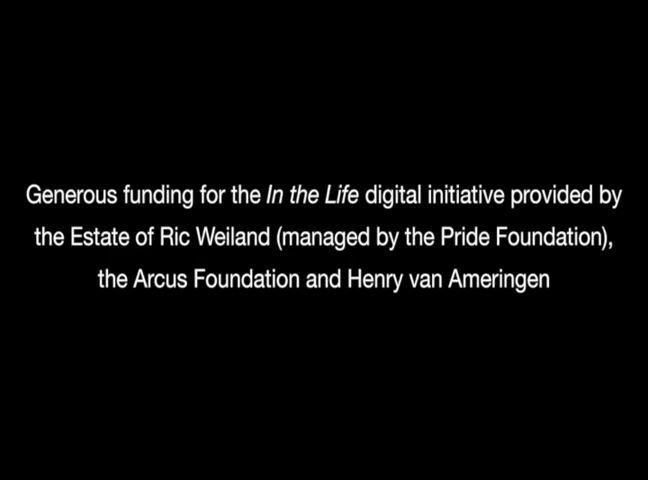 Generous funding for the In the Life digital initiative provided by
the Estate of Ric Weiland (managed by the Pride Foundation),
the Arcus Foundation and Henry van Ameringen